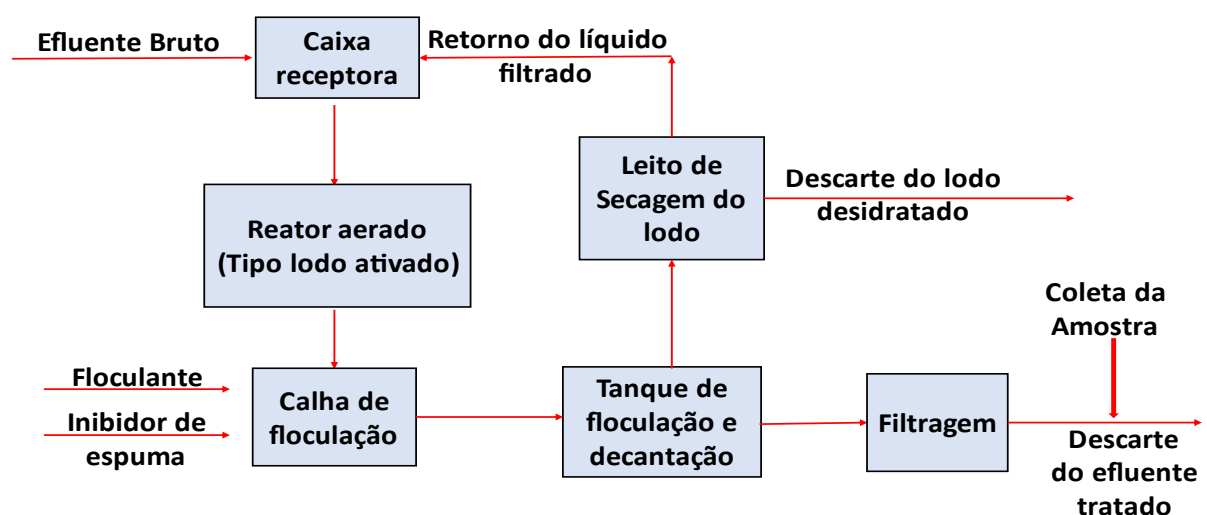 Efluente Bruto
Caixa
receptora
Retorno do líquido
filtrado
Reator aerado
(Tipo lodo ativado)
Leito de
Secagem do
lodo
Descarte do lodo
desidratado
Coleta da
Amostra
Floculante
Inibidor de
espuma
Calha de
floculação
Tanque de
floculação e
decantação
Filtragem
Descarte
do efluente
tratado